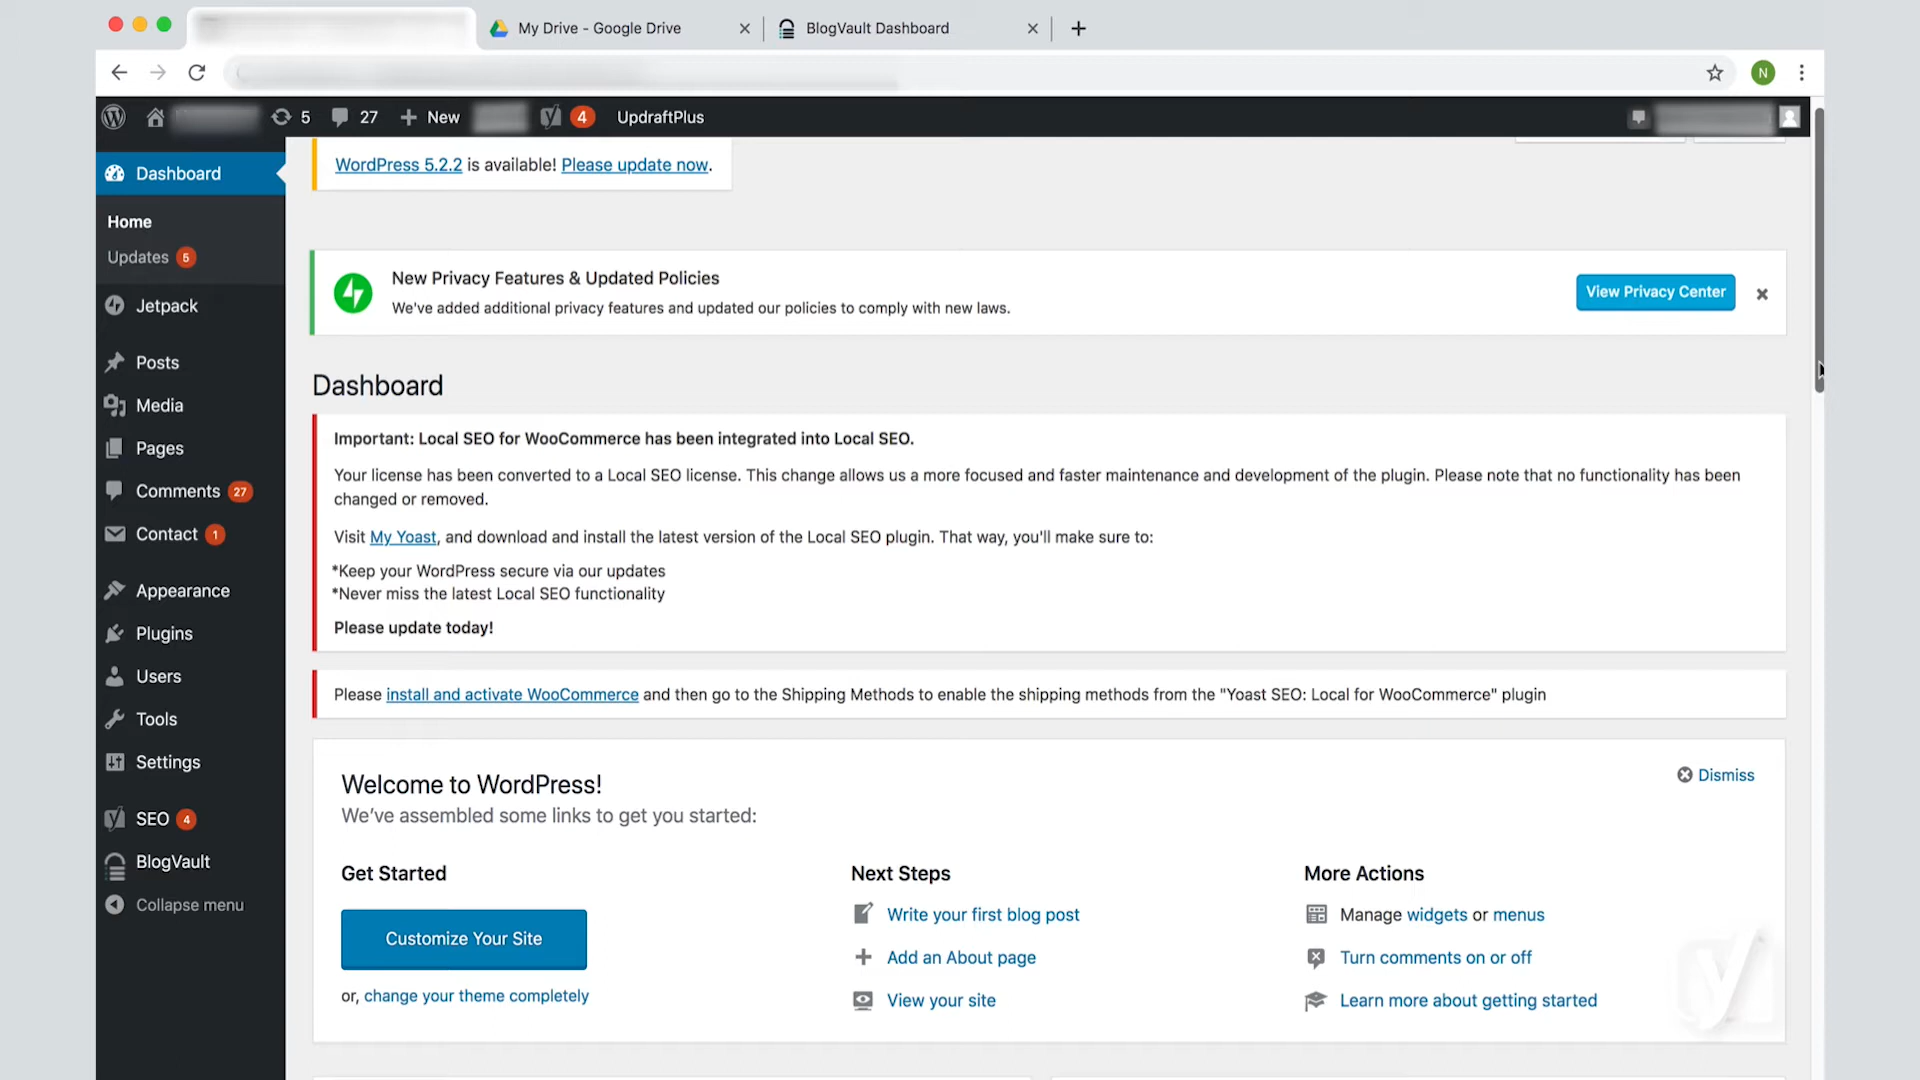 My Drive - Google Drive
BlogVault Dashboard
N
5
27
New
4
UpdraftPlus
Dashboard
Home
Updates 5
Jetpack
Posts
Media
Pages
Comments 27
Contact 1
Appearance
Plugins
Users
Tools
Settings
SEO 4
BlogVault
Collapse menu
WordPress 5.2.2 is available! Please update now.
New Privacy Features & Updated Policies
We've added additional privacy features and updated our policies to comply with new laws.
View Privacy Center
Dashboard
Important: Local SEO for WooCommerce has been integrated into Local SEO.
Your license has been converted to a Local SEO license. This change allows us a more focused and faster maintenance and development of the plugin. Please note that no functionality has been
changed or removed.
Visit My Yoast, and download and install the latest version of the Local SEO plugin. That way, you'll make sure to:
*Keep your WordPress secure via our updates
*Never miss the latest Local SEO functionality
Please update today!
Please install and activate WooCommerce and then go to the Shipping Methods to enable the shipping methods from the "Yoast SEO: Local for WooCommerce" plugin
Welcome to WordPress!
Dismiss
We've assembled some links to get you started:
Get Started
Customize Your Site
or, change your theme completely
Next Steps
Write your first blog post
Add an About page
View your site
More Actions
Manage widgets or menus
Turn comments on or off
Learn more about getting started